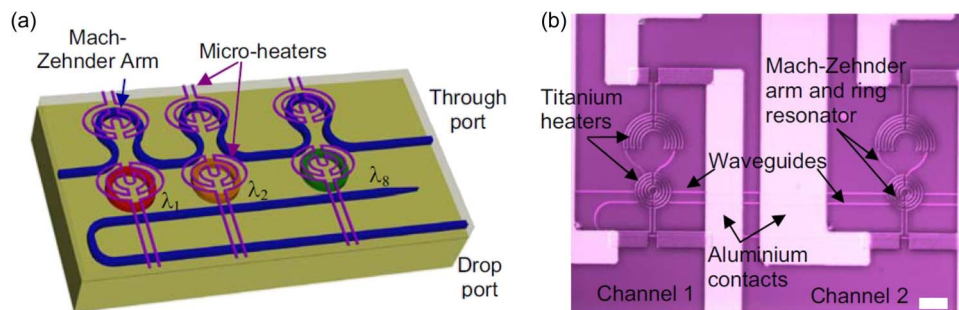 (a)
Mach-
Zehnder Arm
Micro-heaters
Through
port
λ1
λ2
λ8
Drop
port
(b)
Titanium
heaters
Mach-Zehnder
arm and ring
resonator
Waveguides
Aluminium
contacts
Channel 1
Channel 2